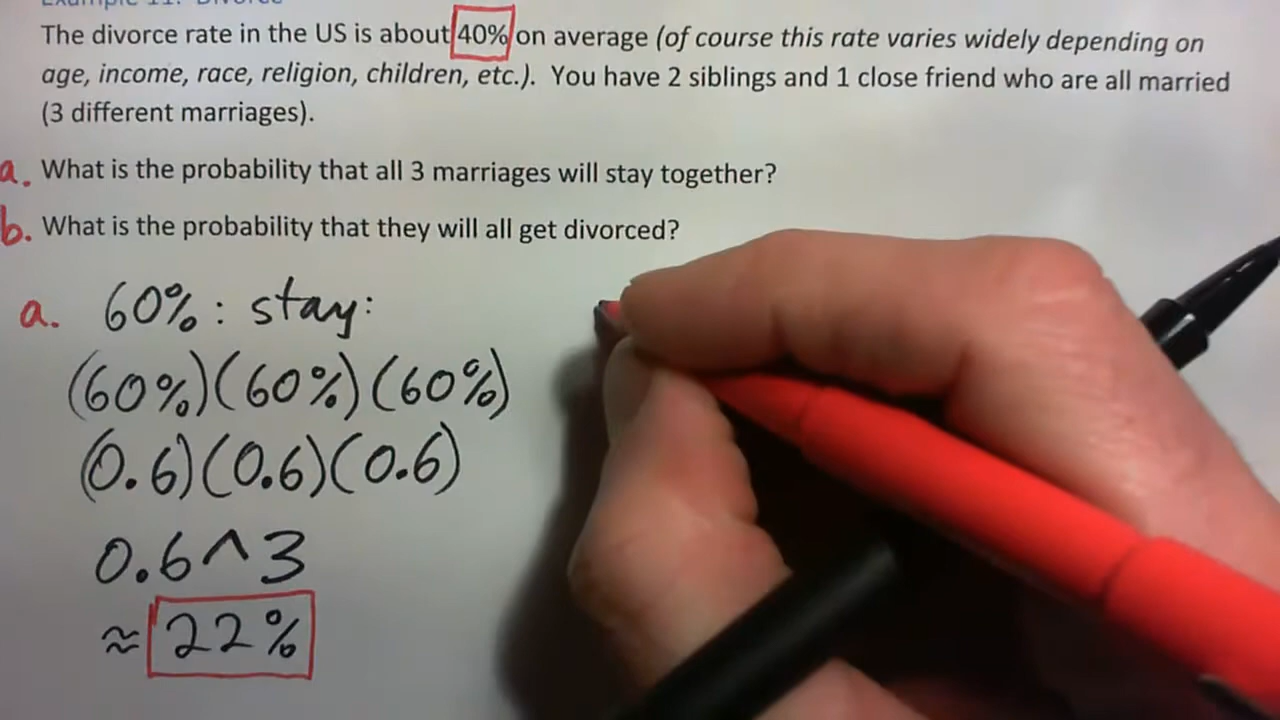 Example 11: Divorce
The divorce rate in the US is about 40% on average (of course this rate varies widely depending on
age, income, race, religion, children, etc.). You have 2 siblings and 1 close friend who are all married
(3 different marriages).
a. What is the probability that all 3 marriages will stay together?
b. What is the probability that they will all get divorced?
a. 60% : stay:
(60%)(60%)(60%)
(0.6)(0.6)(0.6)
0.6^3
≈ 22%